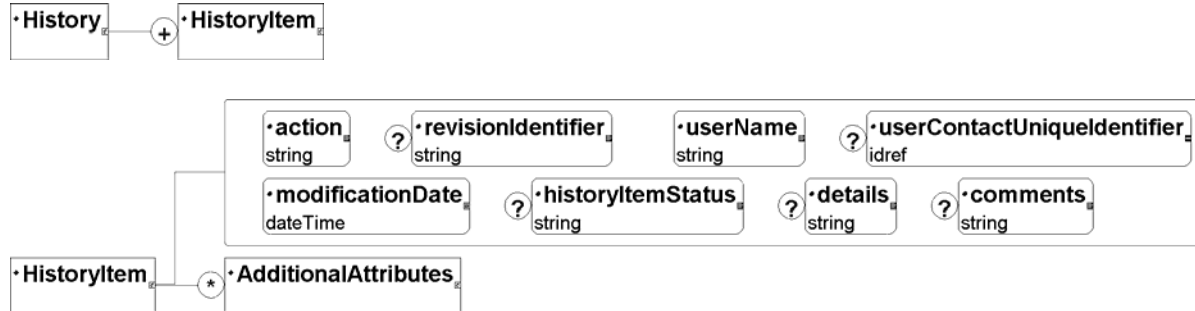 History + HistoryItem
action ? revisionIdentifier userName ? userContactUniqueIdentifier
string string string idref
modificationDate ? historyItemStatus ? details ? comments
dateTime string string string
HistoryItem * AdditionalAttributes